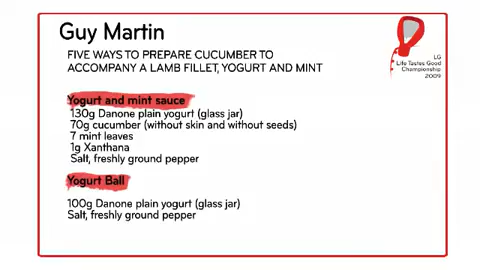 Guy Martin
FIVE WAYS TO PREPARE CUCUMBER TO
ACCOMPANY A LAMB FILLET, YOGURT AND MINT
LG
Life Tastes Good
Championship
2009
Yogurt and mint sauce
130g Danone plain yogurt (glass jar)
70g cucumber (without skin and without seeds)
7 mint leaves
1g Xanthana
Salt, freshly ground pepper
Yogurt Ball
100g Danone plain yogurt (glass jar)
Salt, freshly ground pepper